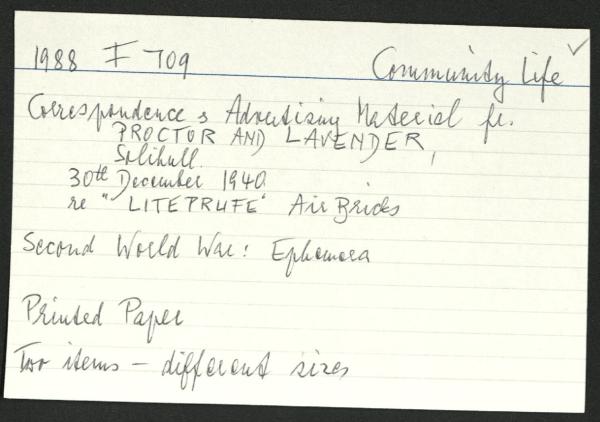 1988 F 709 Community Life ✓
Correspondence & Advertising Material fr.
PROCTOR AND LAVENDER,
Solihull.
30th December 1940
re "LITEPRUFE" Air Bricks
Second World War: Ephemera
Printed Paper
Two items - different sizes